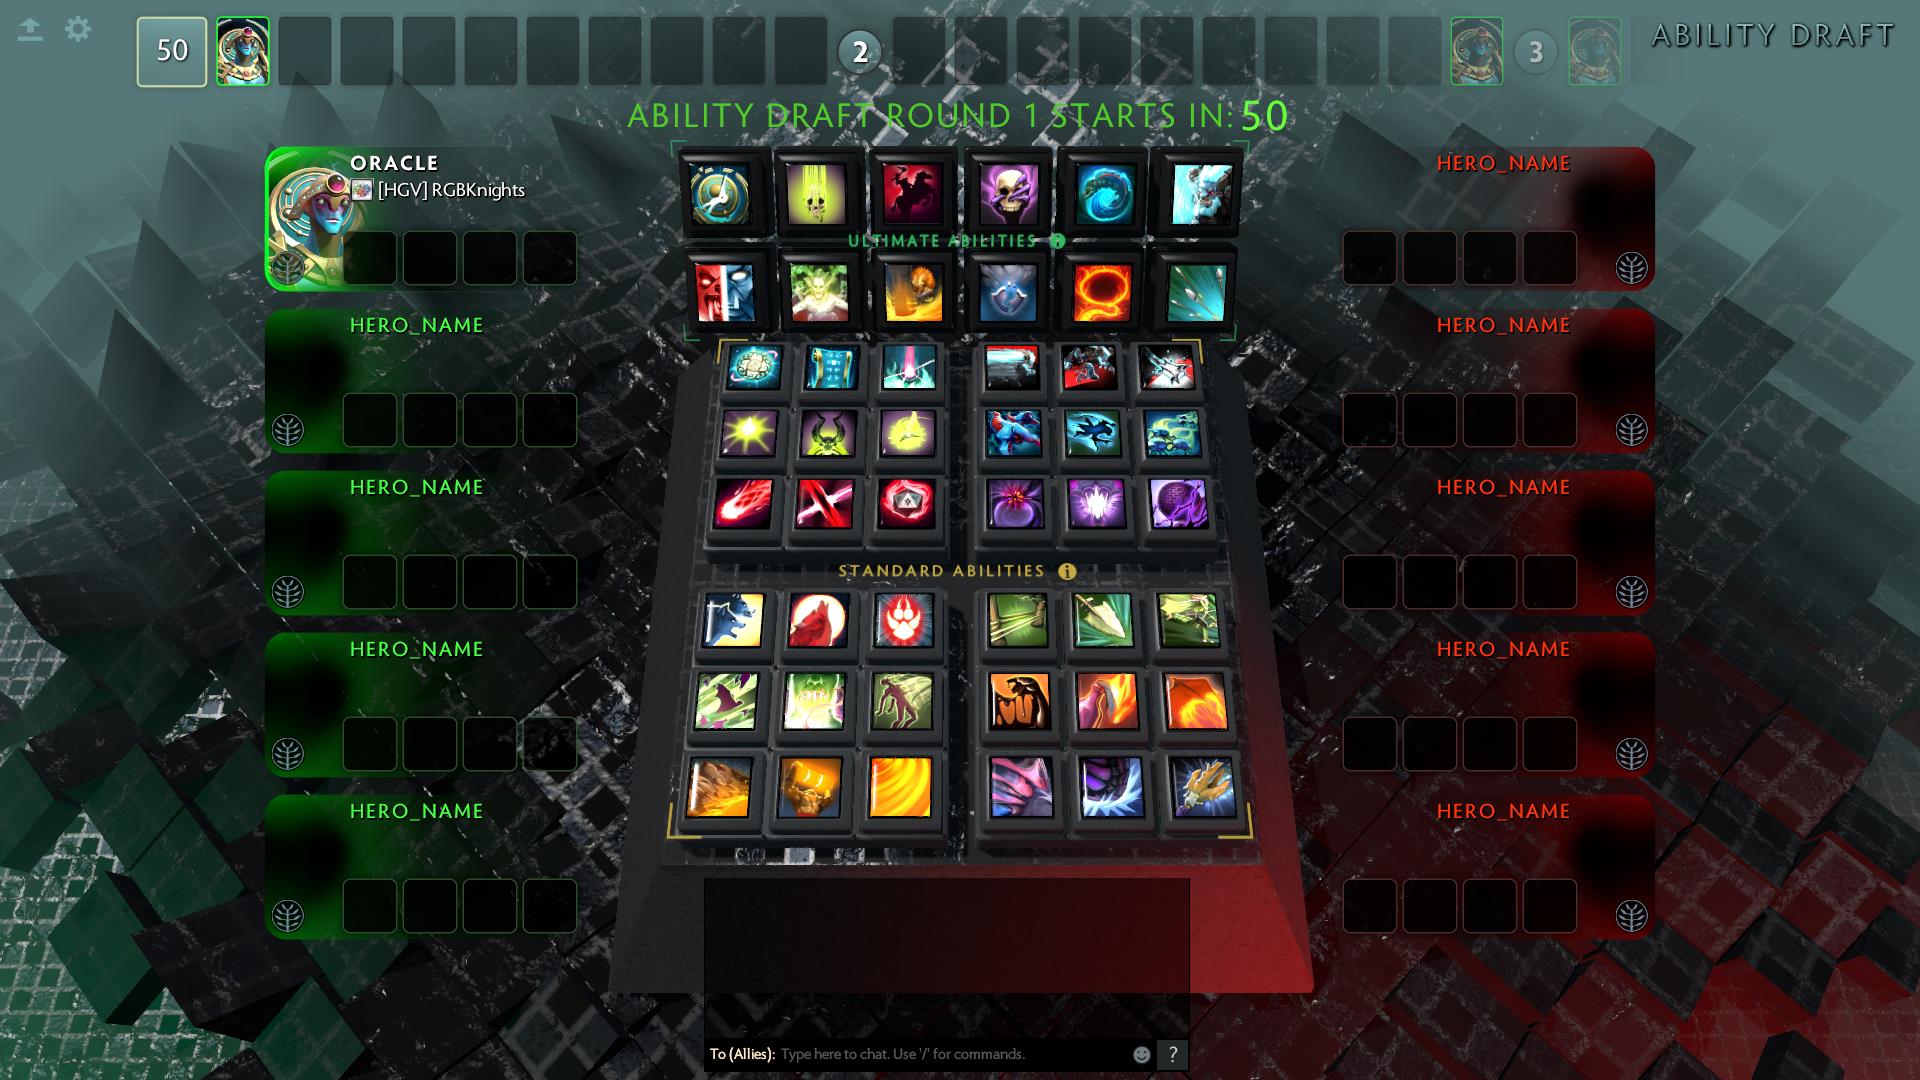 50
2
3
ABILITY DRAFT
ABILITY DRAFT ROUND 1 STARTS IN: 50
ORACLE
[HGV] RGBKnights
HERO_NAME
HERO_NAME
HERO_NAME
HERO_NAME
ULTIMATE ABILITIES i
STANDARD ABILITIES i
HERO_NAME
HERO_NAME
HERO_NAME
HERO_NAME
HERO_NAME
To (Allies): Type here to chat. Use '/' for commands.
?